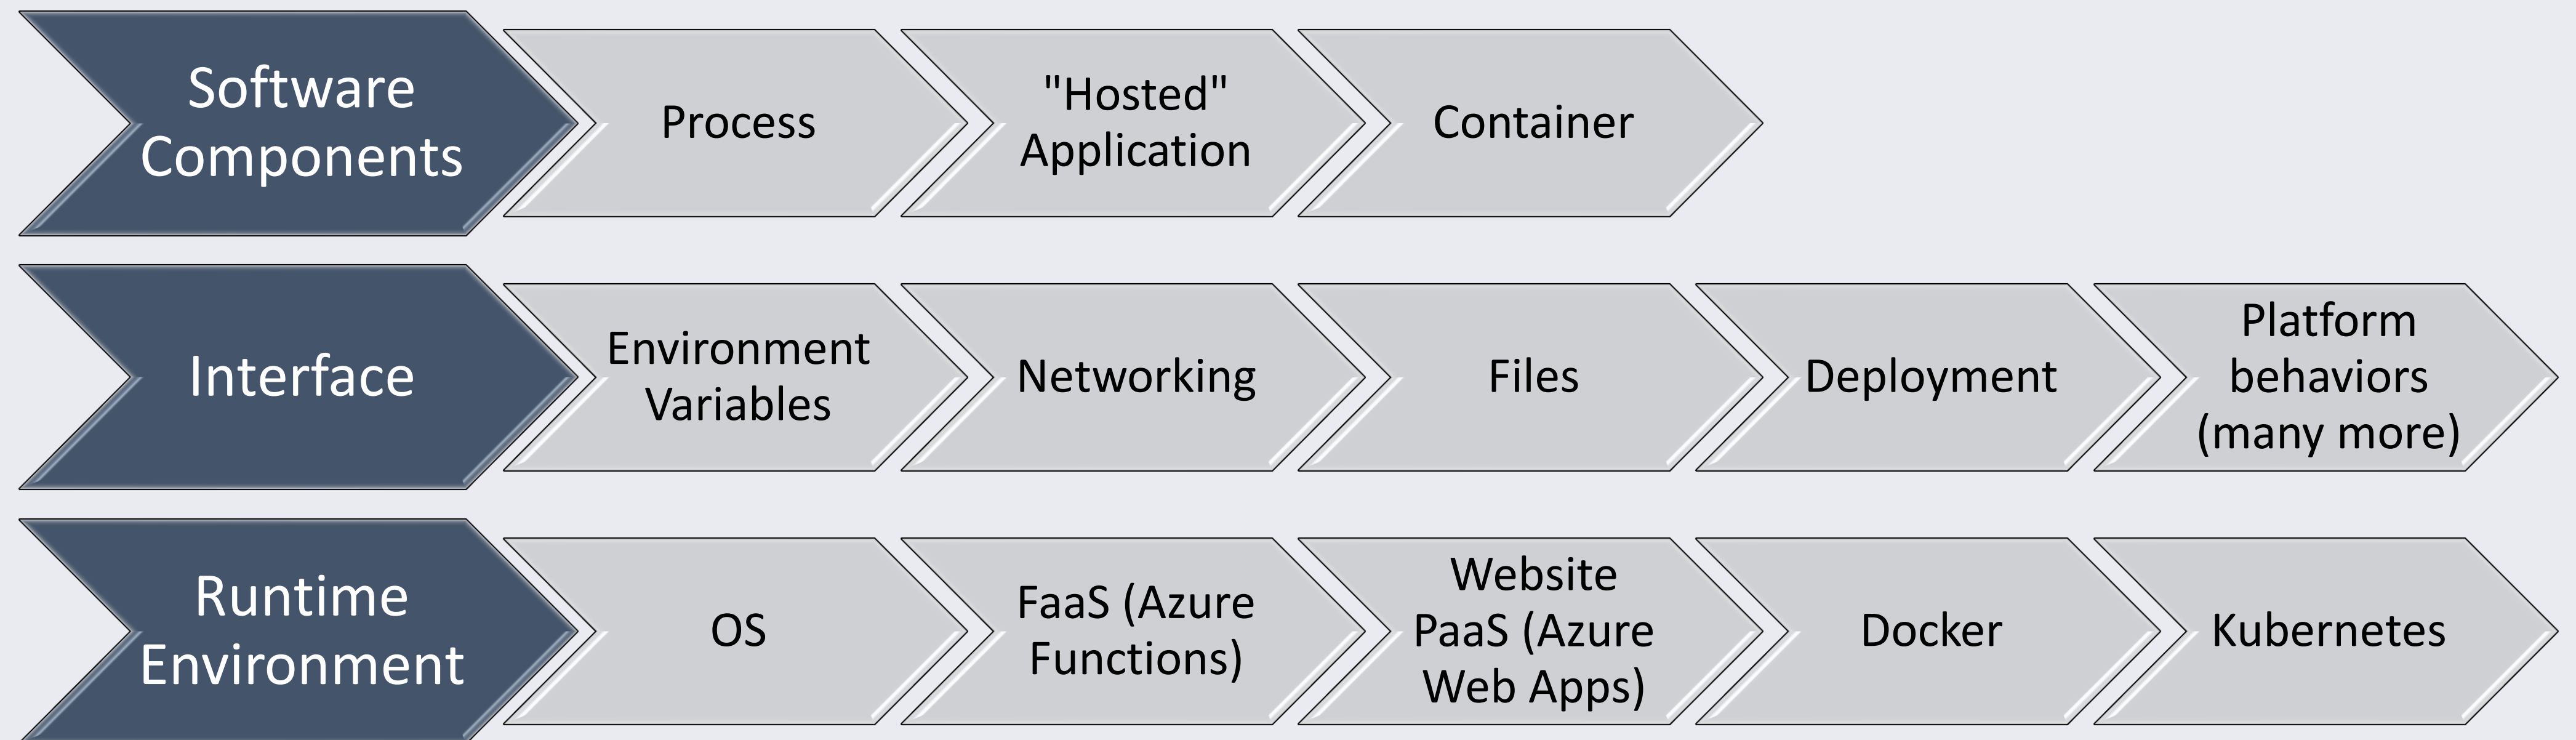 Software
Components
Process
"Hosted"
Application
Container
Interface
Environment
Variables
Networking
Files
Deployment
Platform
behaviors
(many more)
Runtime
Environment
OS
FaaS (Azure
Functions)
Website
PaaS (Azure
Web Apps)
Docker
Kubernetes